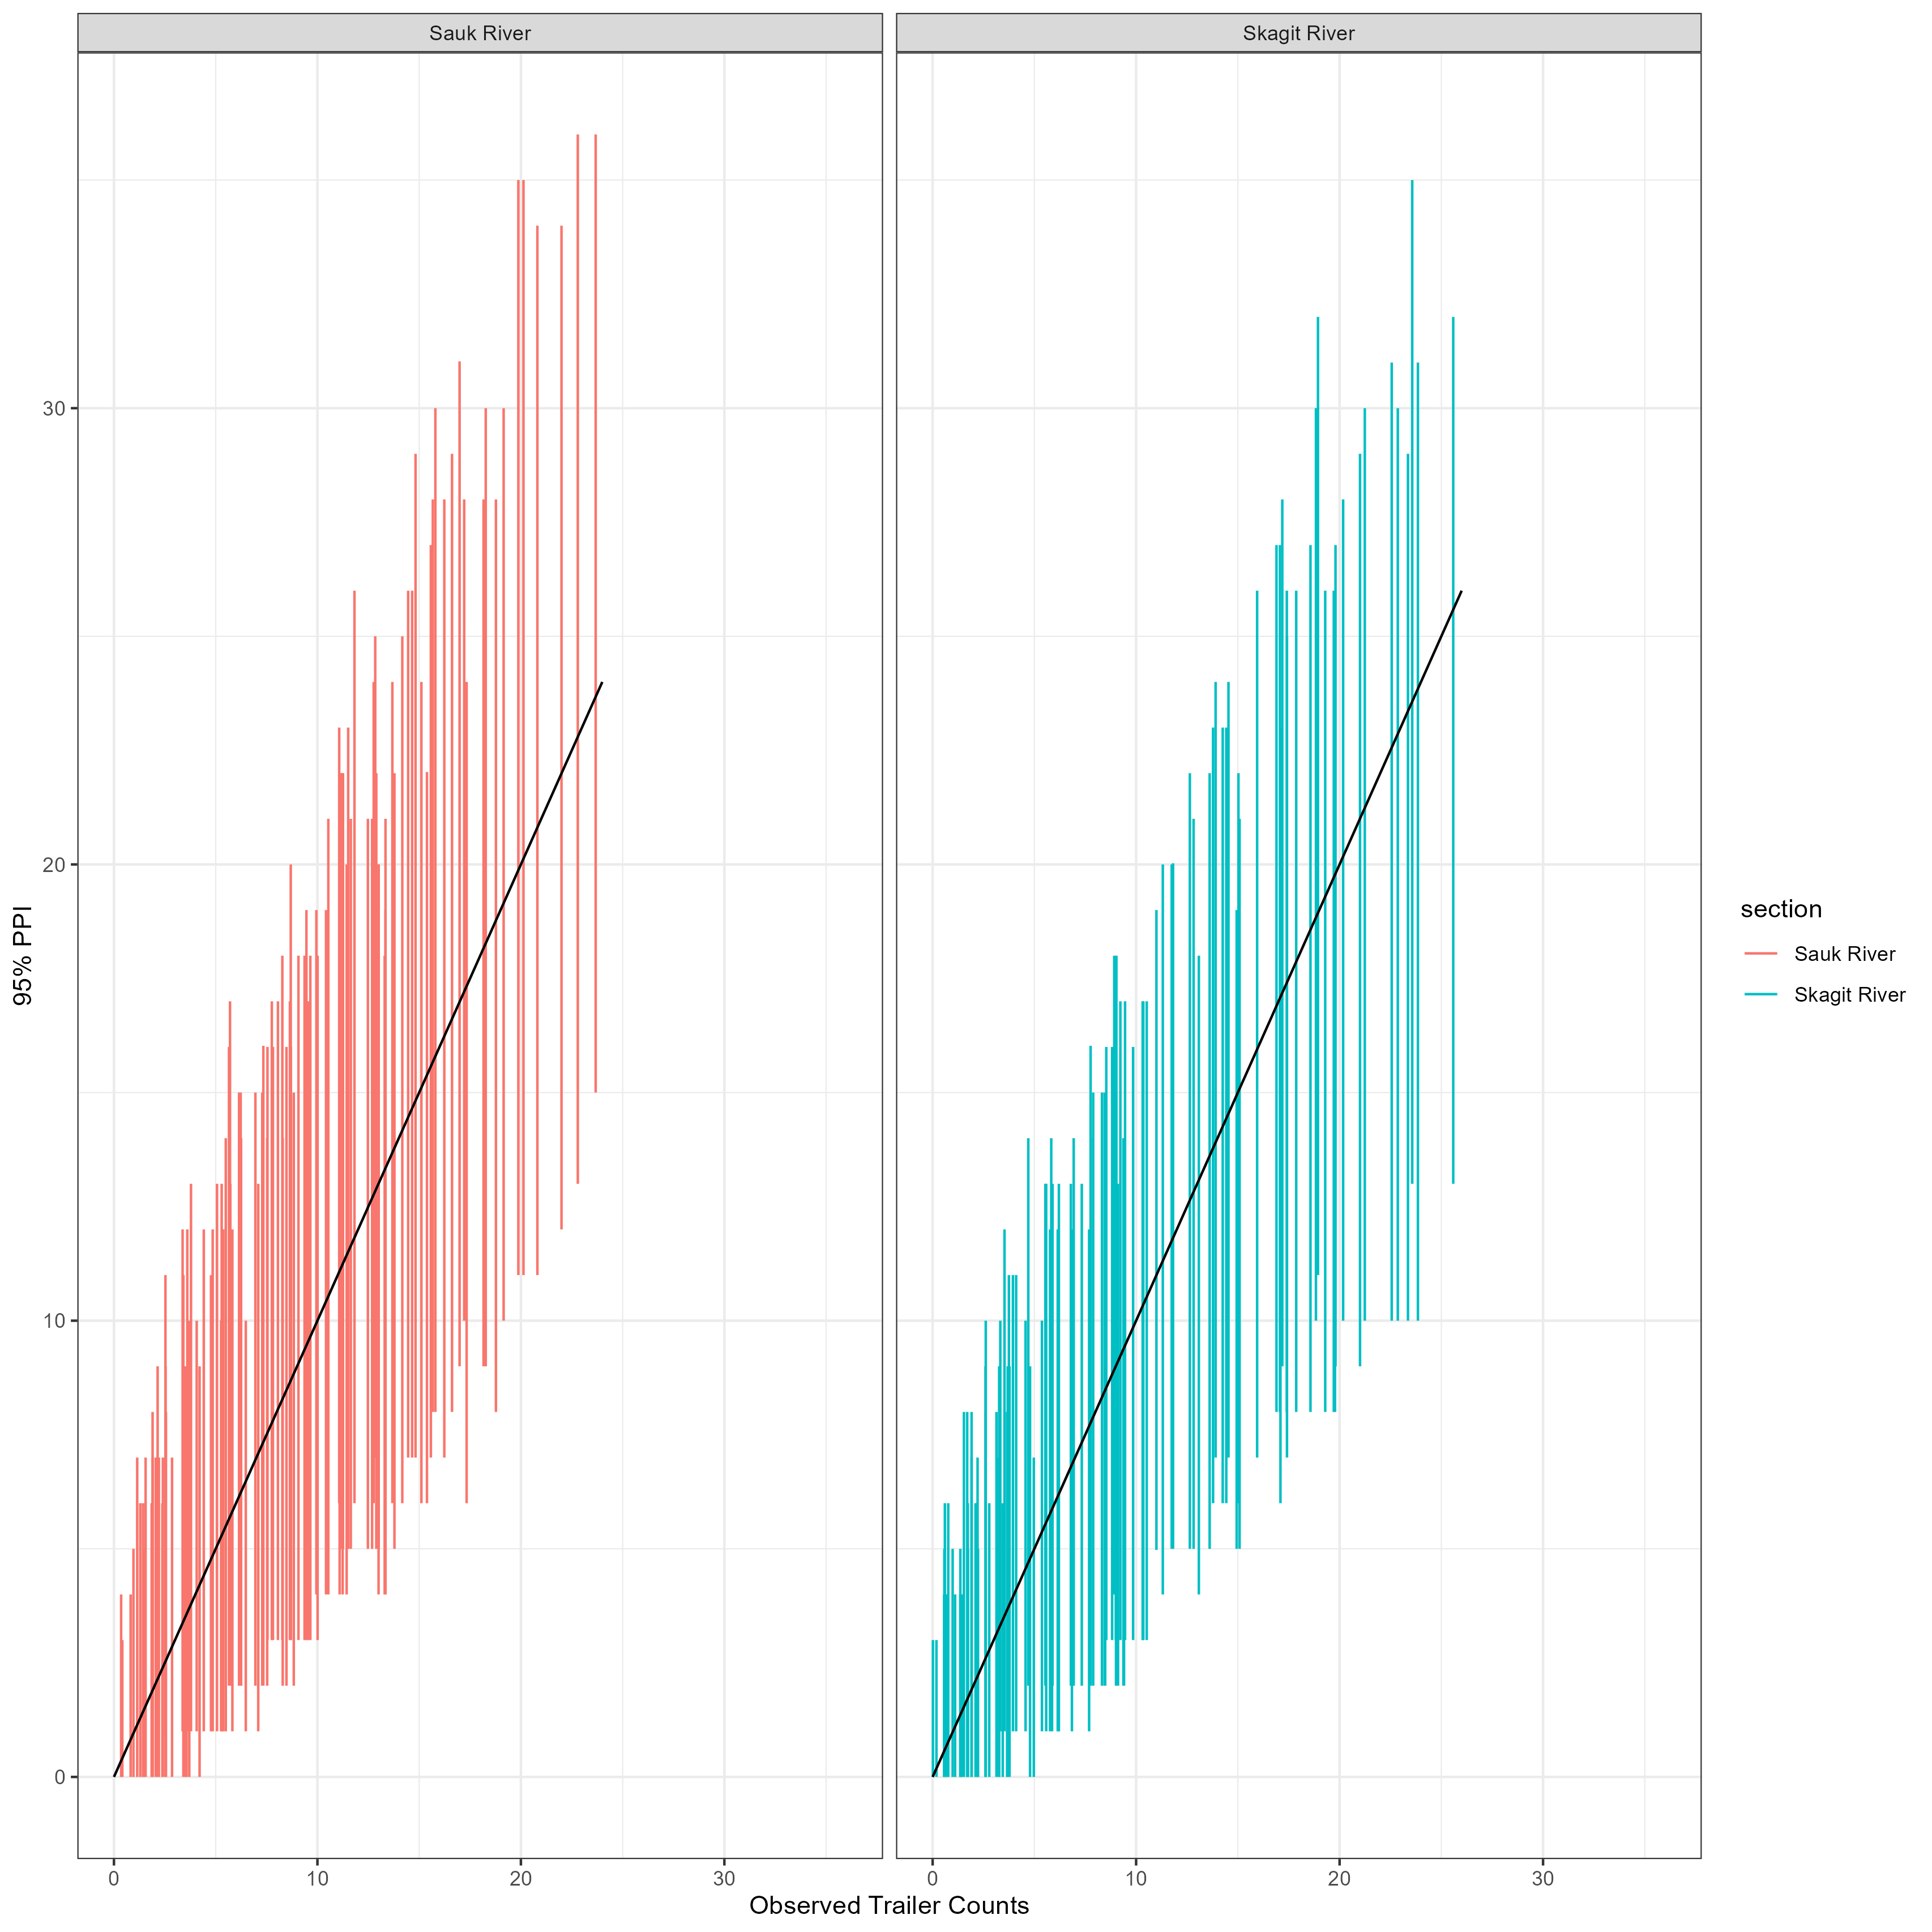 Sauk River
Skagit River
95% PPI
30
20
10
0
0 10 20 30
0 10 20 30
Observed Trailer Counts
section
Sauk River
Skagit River